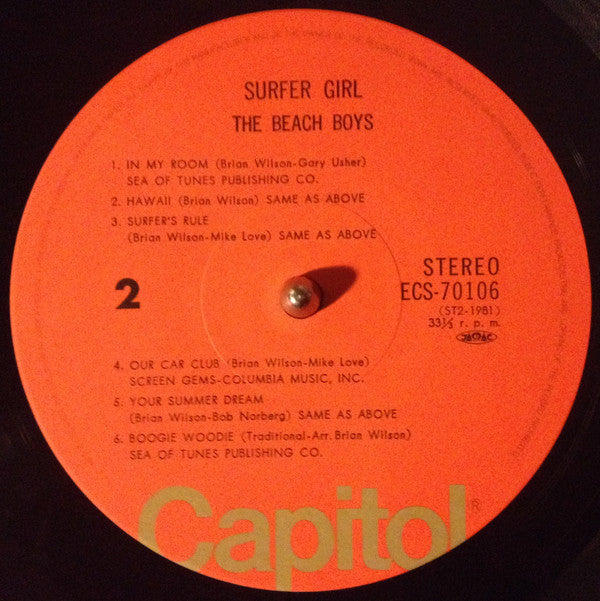 SURFER GIRL
THE BEACH BOYS
1. IN MY ROOM (Brian Wilson-Gary Usher)
SEA OF TUNES PUBLISHING CO.
2. HAWAII (Brian Wilson) SAME AS ABOVE
3. SURFER'S RULE
(Brian Wilson-Mike Love) SAME AS ABOVE
2
STEREO
ECS-70106
(ST2-1981)
33⅓ r. p. m.
4. OUR CAR CLUB (Brian Wilson-Mike Love)
SCREEN GEMS-COLUMBIA MUSIC, INC.
5. YOUR SUMMER DREAM
(Brian Wilson-Bob Norberg) SAME AS ABOVE
6. BOOGIE WOODIE (Traditional-Arr. Brian Wilson)
SEA OF TUNES PUBLISHING CO.
Capitol®